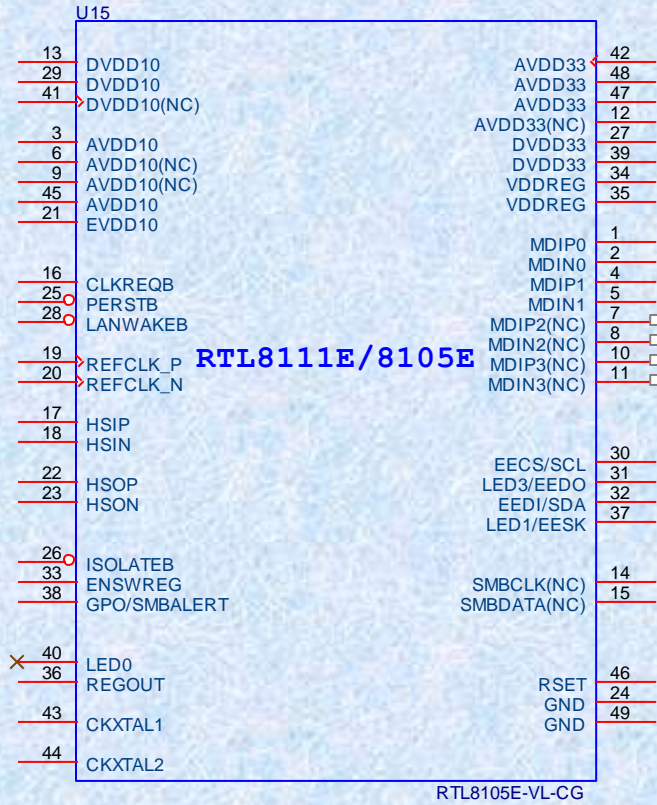 U15
13 DVDD10
29 DVDD10
41 DVDD10(NC)
3 AVDD10
6 AVDD10(NC)
9 AVDD10(NC)
45 AVDD10
21 EVDD10
16 CLKREQB
25 PERSTB
28 LANWAKEB
19 REFCLK_P
20 REFCLK_N
17 HSIP
18 HSIN
22 HSOP
23 HSON
26 ISOLATEB
33 ENSWREG
38 GPO/SMBALERT
40 LED0
36 REGOUT
43 CKXTAL1
44 CKXTAL2
RTL8111E/8105E
AVDD33 42
AVDD33 48
AVDD33 47
AVDD33(NC) 12
DVDD33 27
DVDD33 39
VDDREG 34
VDDREG 35
MDIP0 1
MDIN0 2
MDIP1 4
MDIN1 5
MDIP2(NC) 7
MDIN2(NC) 8
MDIP3(NC) 10
MDIN3(NC) 11
EECS/SCL 30
LED3/EEDO 31
EEDI/SDA 32
LED1/EESK 37
SMBCLK(NC) 14
SMBDATA(NC) 15
RSET 46
GND 24
GND 49
RTL8105E-VL-CG